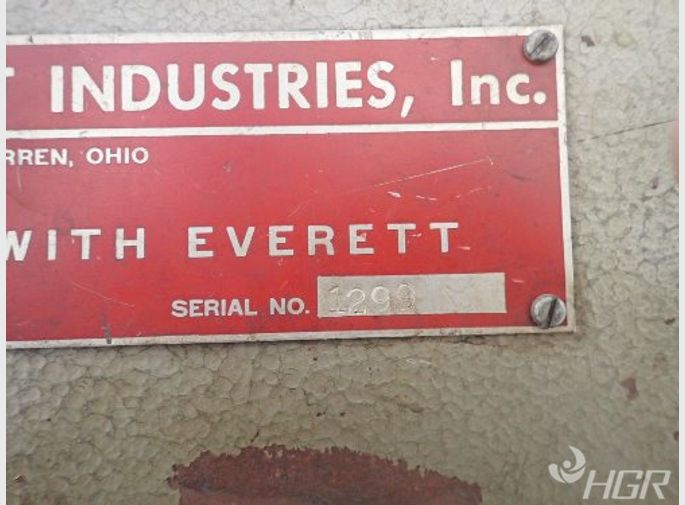 T INDUSTRIES, Inc.
RREN, OHIO
WITH EVERETT
SERIAL NO. 1299
HGR